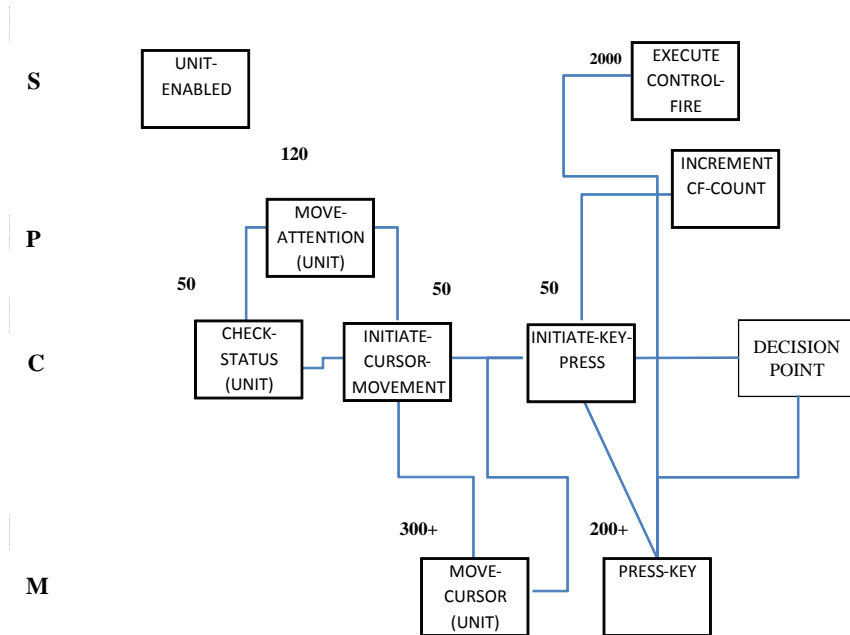 S
UNIT-
ENABLED
2000
EXECUTE
CONTROL-
FIRE
120
INCREMENT
CF-COUNT
P
MOVE-
ATTENTION
(UNIT)
50
50
50
C
CHECK-
STATUS
(UNIT)
INITIATE-
CURSOR-
MOVEMENT
INITIATE-KEY-
PRESS
DECISION
POINT
300+
200+
M
MOVE-
CURSOR
(UNIT)
PRESS-KEY